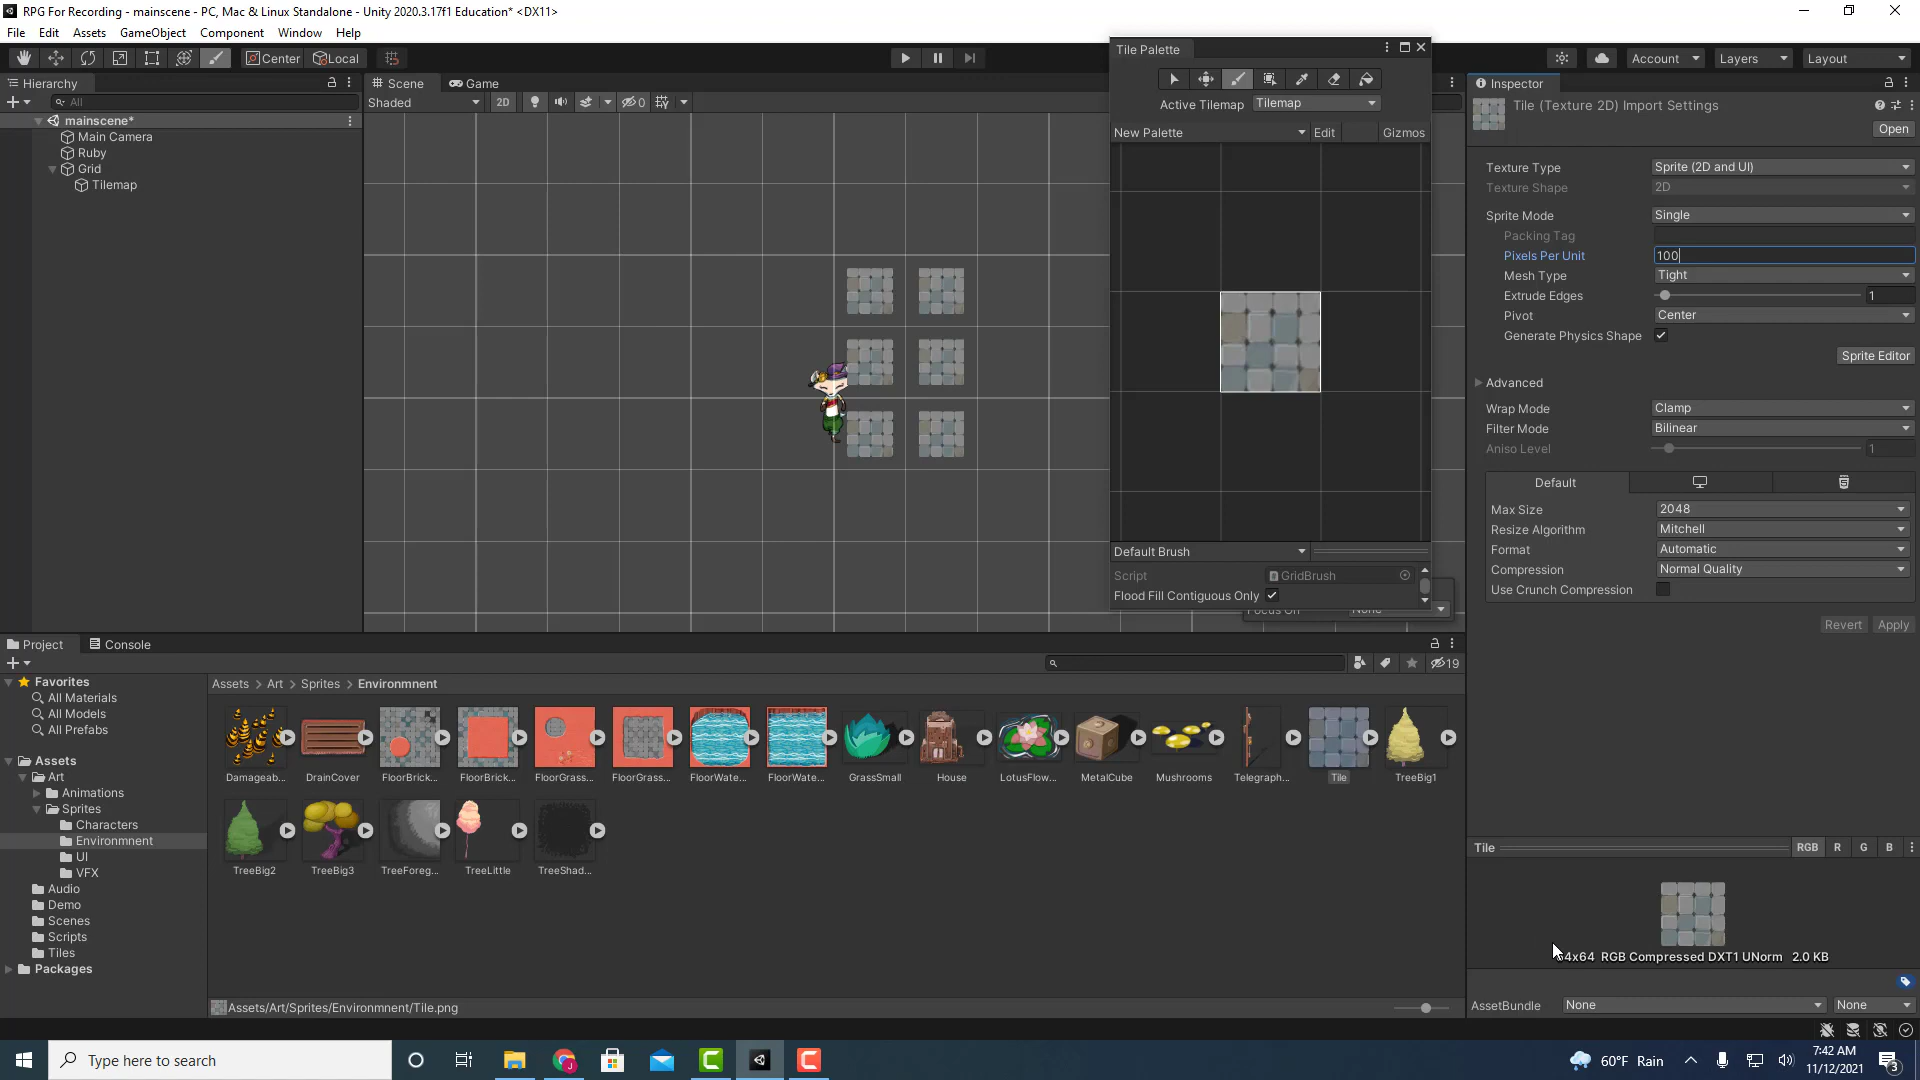 RPG For Recording - mainscene - PC, Mac & Linux Standalone - Unity 2020.3.17f1 Education* <DX11>
File Edit Assets GameObject Component Window Help
Center Local
Account Layers Layout
Hierarchy
All
mainscene*
Main Camera
Ruby
Grid
Tilemap
Scene Game
Shaded 2D 0
Tile Palette
Active Tilemap Tilemap
New Palette Edit Gizmos
Default Brush
Script GridBrush
Flood Fill Contiguous Only
Inspector
Tile (Texture 2D) Import Settings
Open
Texture Type Sprite (2D and UI)
Texture Shape 2D
Sprite Mode Single
Packing Tag
Pixels Per Unit 100
Mesh Type Tight
Extrude Edges 1
Pivot Center
Generate Physics Shape
Sprite Editor
Advanced
Wrap Mode Clamp
Filter Mode Bilinear
Aniso Level 1
Default
Max Size 2048
Resize Algorithm Mitchell
Format Automatic
Compression Normal Quality
Use Crunch Compression
Revert Apply
Project Console
19
Favorites
All Materials
All Models
All Prefabs
Assets
Art
Animations
Sprites
Characters
Environmnent
UI
VFX
Audio
Demo
Scenes
Scripts
Tiles
Packages
Assets > Art > Sprites > Environmnent
Damageab... DrainCover FloorBrick... FloorBrick... FloorGrass... FloorGrass... FloorWate... FloorWate... GrassSmall House LotusFlow... MetalCube Mushrooms Telegraph... Tile TreeBig1
TreeBig2 TreeBig3 TreeForeg... TreeLittle TreeShad...
Assets/Art/Sprites/Environmnent/Tile.png
Tile RGB R G B
4x64 RGB Compressed DXT1 UNorm 2.0 KB
AssetBundle None None
Type here to search
60°F Rain
7:42 AM
11/12/2021
3